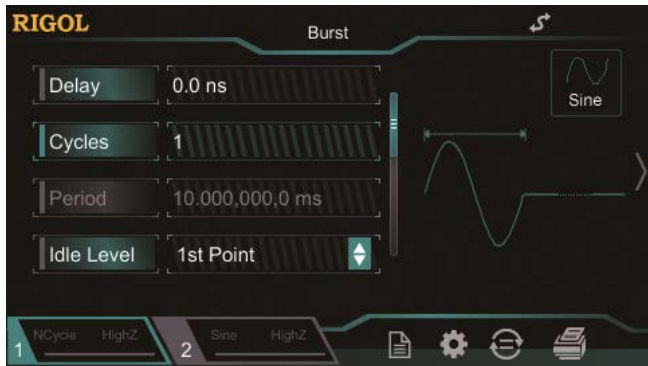 RIGOL
Burst
Delay 0.0 ns
Sine
Cycles 1
Period 10.000,000,0 ms
Idle Level 1st Point
1 NCycle HighZ 2 Sine HighZ